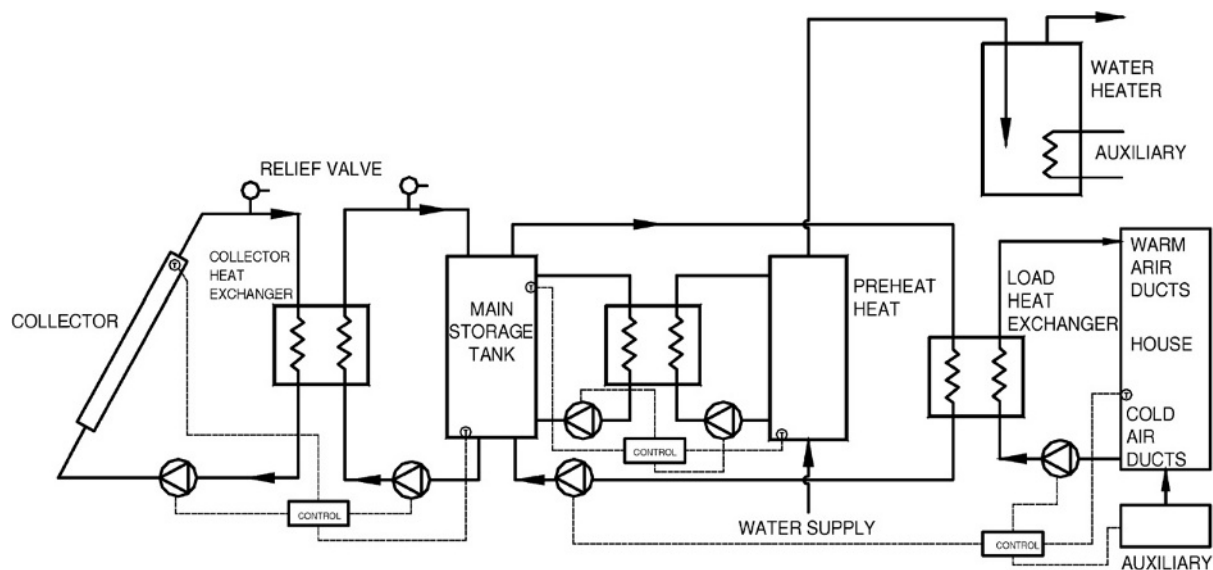 WATER
HEATER
AUXILIARY
RELIEF VALVE
COLLECTOR
HEAT
EXCHANGER
COLLECTOR
T
MAIN
STORAGE
TANK
T
T
CONTROL
PREHEAT
HEAT
T
CONTROL
WATER SUPPLY
LOAD
HEAT
EXCHANGER
WARM
ARIR
DUCTS
HOUSE
T
COLD
AIR
DUCTS
CONTROL
AUXILIARY